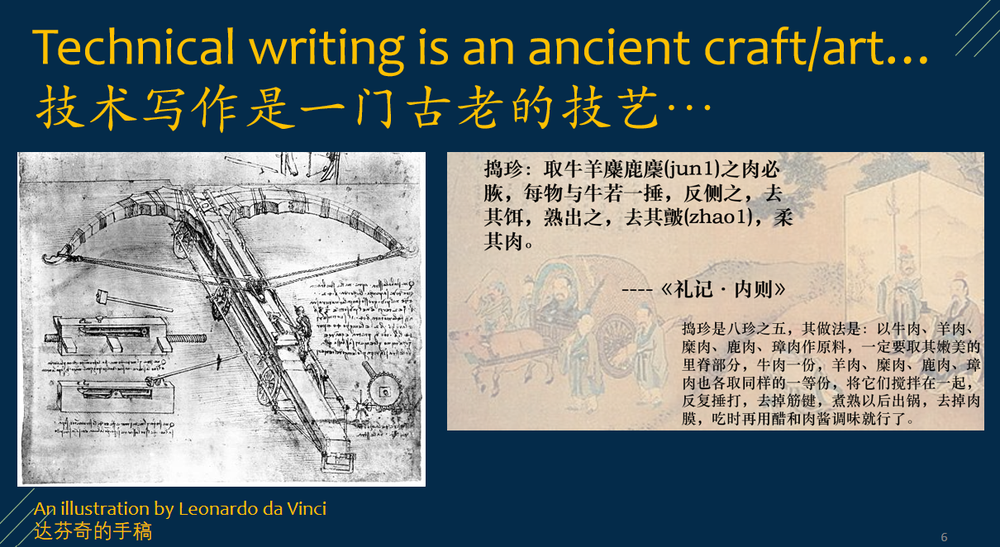 Technical writing is an ancient craft/art…
技术写作是一门古老的技艺…
捣珍：取牛羊麋鹿麇(jun1)之肉必
脄，每物与牛若一捶，反侧之，去
其饵，熟出之，去其皽(zhao1)，柔
其肉。
---- 《礼记·内则》
捣珍是八珍之五，其做法是：以牛肉、羊肉、
糜肉、鹿肉、璋肉作原料，一定要取其嫩美的
里脊部分，牛肉一份，羊肉、糜肉、鹿肉、璋
肉也各取同样的一等份，将它们搅拌在一起，
反复捶打，去掉筋键，煮熟以后出锅，去掉肉
膜，吃时再用醋和肉酱调味就行了。
An illustration by Leonardo da Vinci
达芬奇的手稿
6